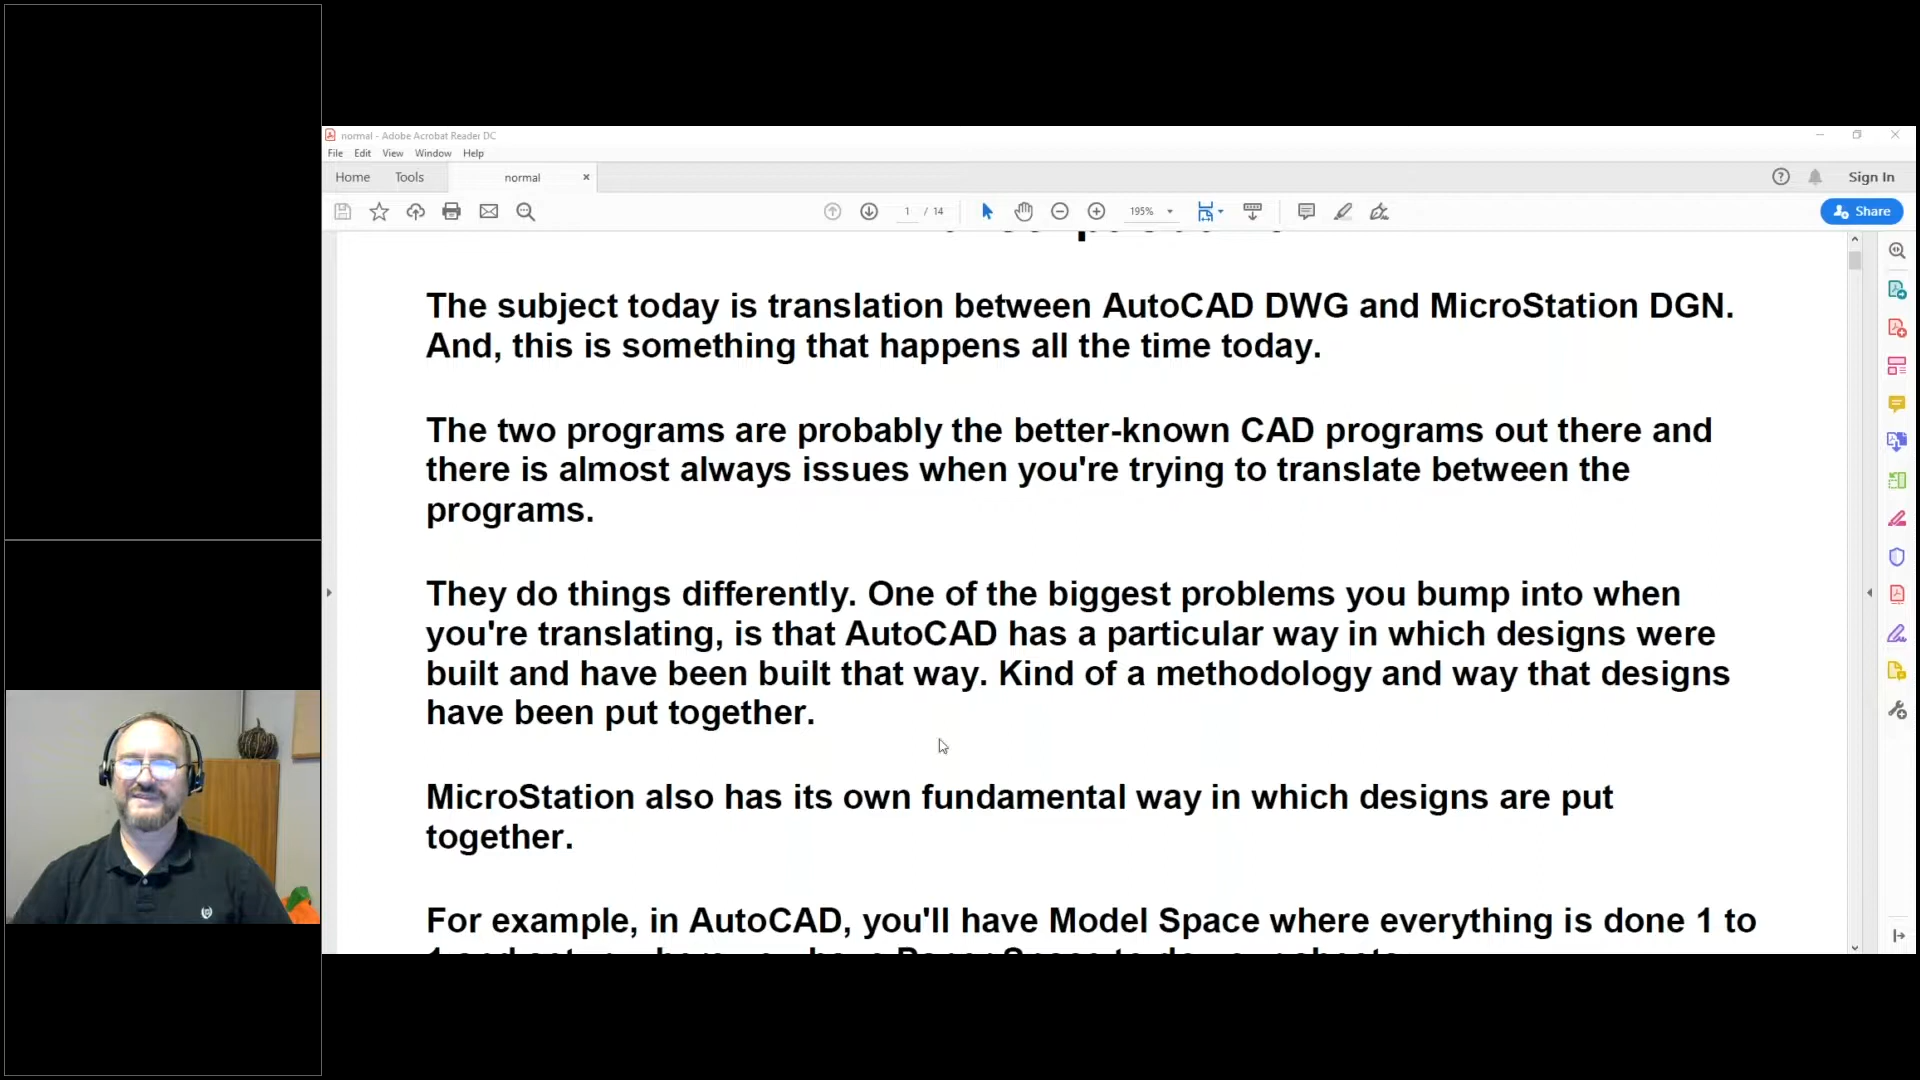 normal - Adobe Acrobat Reader DC
File Edit View Window Help
Home Tools normal Sign In
1 / 14 195% Share
The subject today is translation between AutoCAD DWG and MicroStation DGN.
And, this is something that happens all the time today.
The two programs are probably the better-known CAD programs out there and
there is almost always issues when you're trying to translate between the
programs.
They do things differently. One of the biggest problems you bump into when
you're translating, is that AutoCAD has a particular way in which designs were
built and have been built that way. Kind of a methodology and way that designs
have been put together.
MicroStation also has its own fundamental way in which designs are put
together.
For example, in AutoCAD, you'll have Model Space where everything is done 1 to